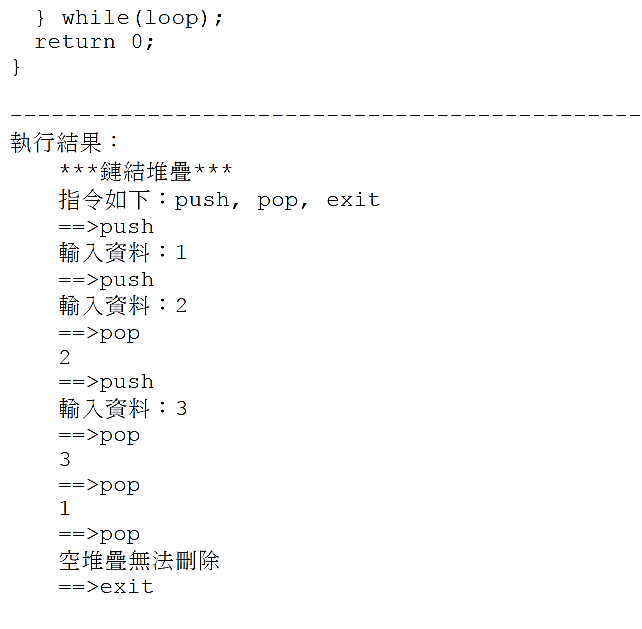 } while(loop);
return 0;
}
-----------------------------------------------
執行結果：
***鏈結堆疊***
指令如下：push, pop, exit
==>push
輸入資料：1
==>push
輸入資料：2
==>pop
2
==>push
輸入資料：3
==>pop
3
==>pop
1
==>pop
空堆疊無法刪除
==>exit